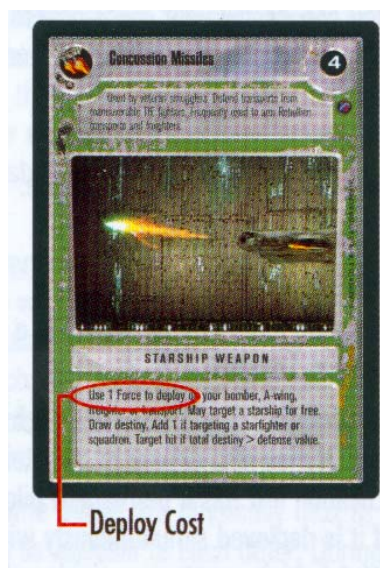 Concussion Missiles
4
Used by veteran smugglers. Defend transports from
maneuverable TIE fighters. Frequently used to arm Rebellion
transports and freighters.
STARSHIP WEAPON
Use 1 Force to deploy on your bomber, A-wing,
freighter or transport. May target a starship for free.
Draw destiny. Add 1 if targeting a starfighter or
squadron. Target hit if total destiny > defense value.
Deploy Cost